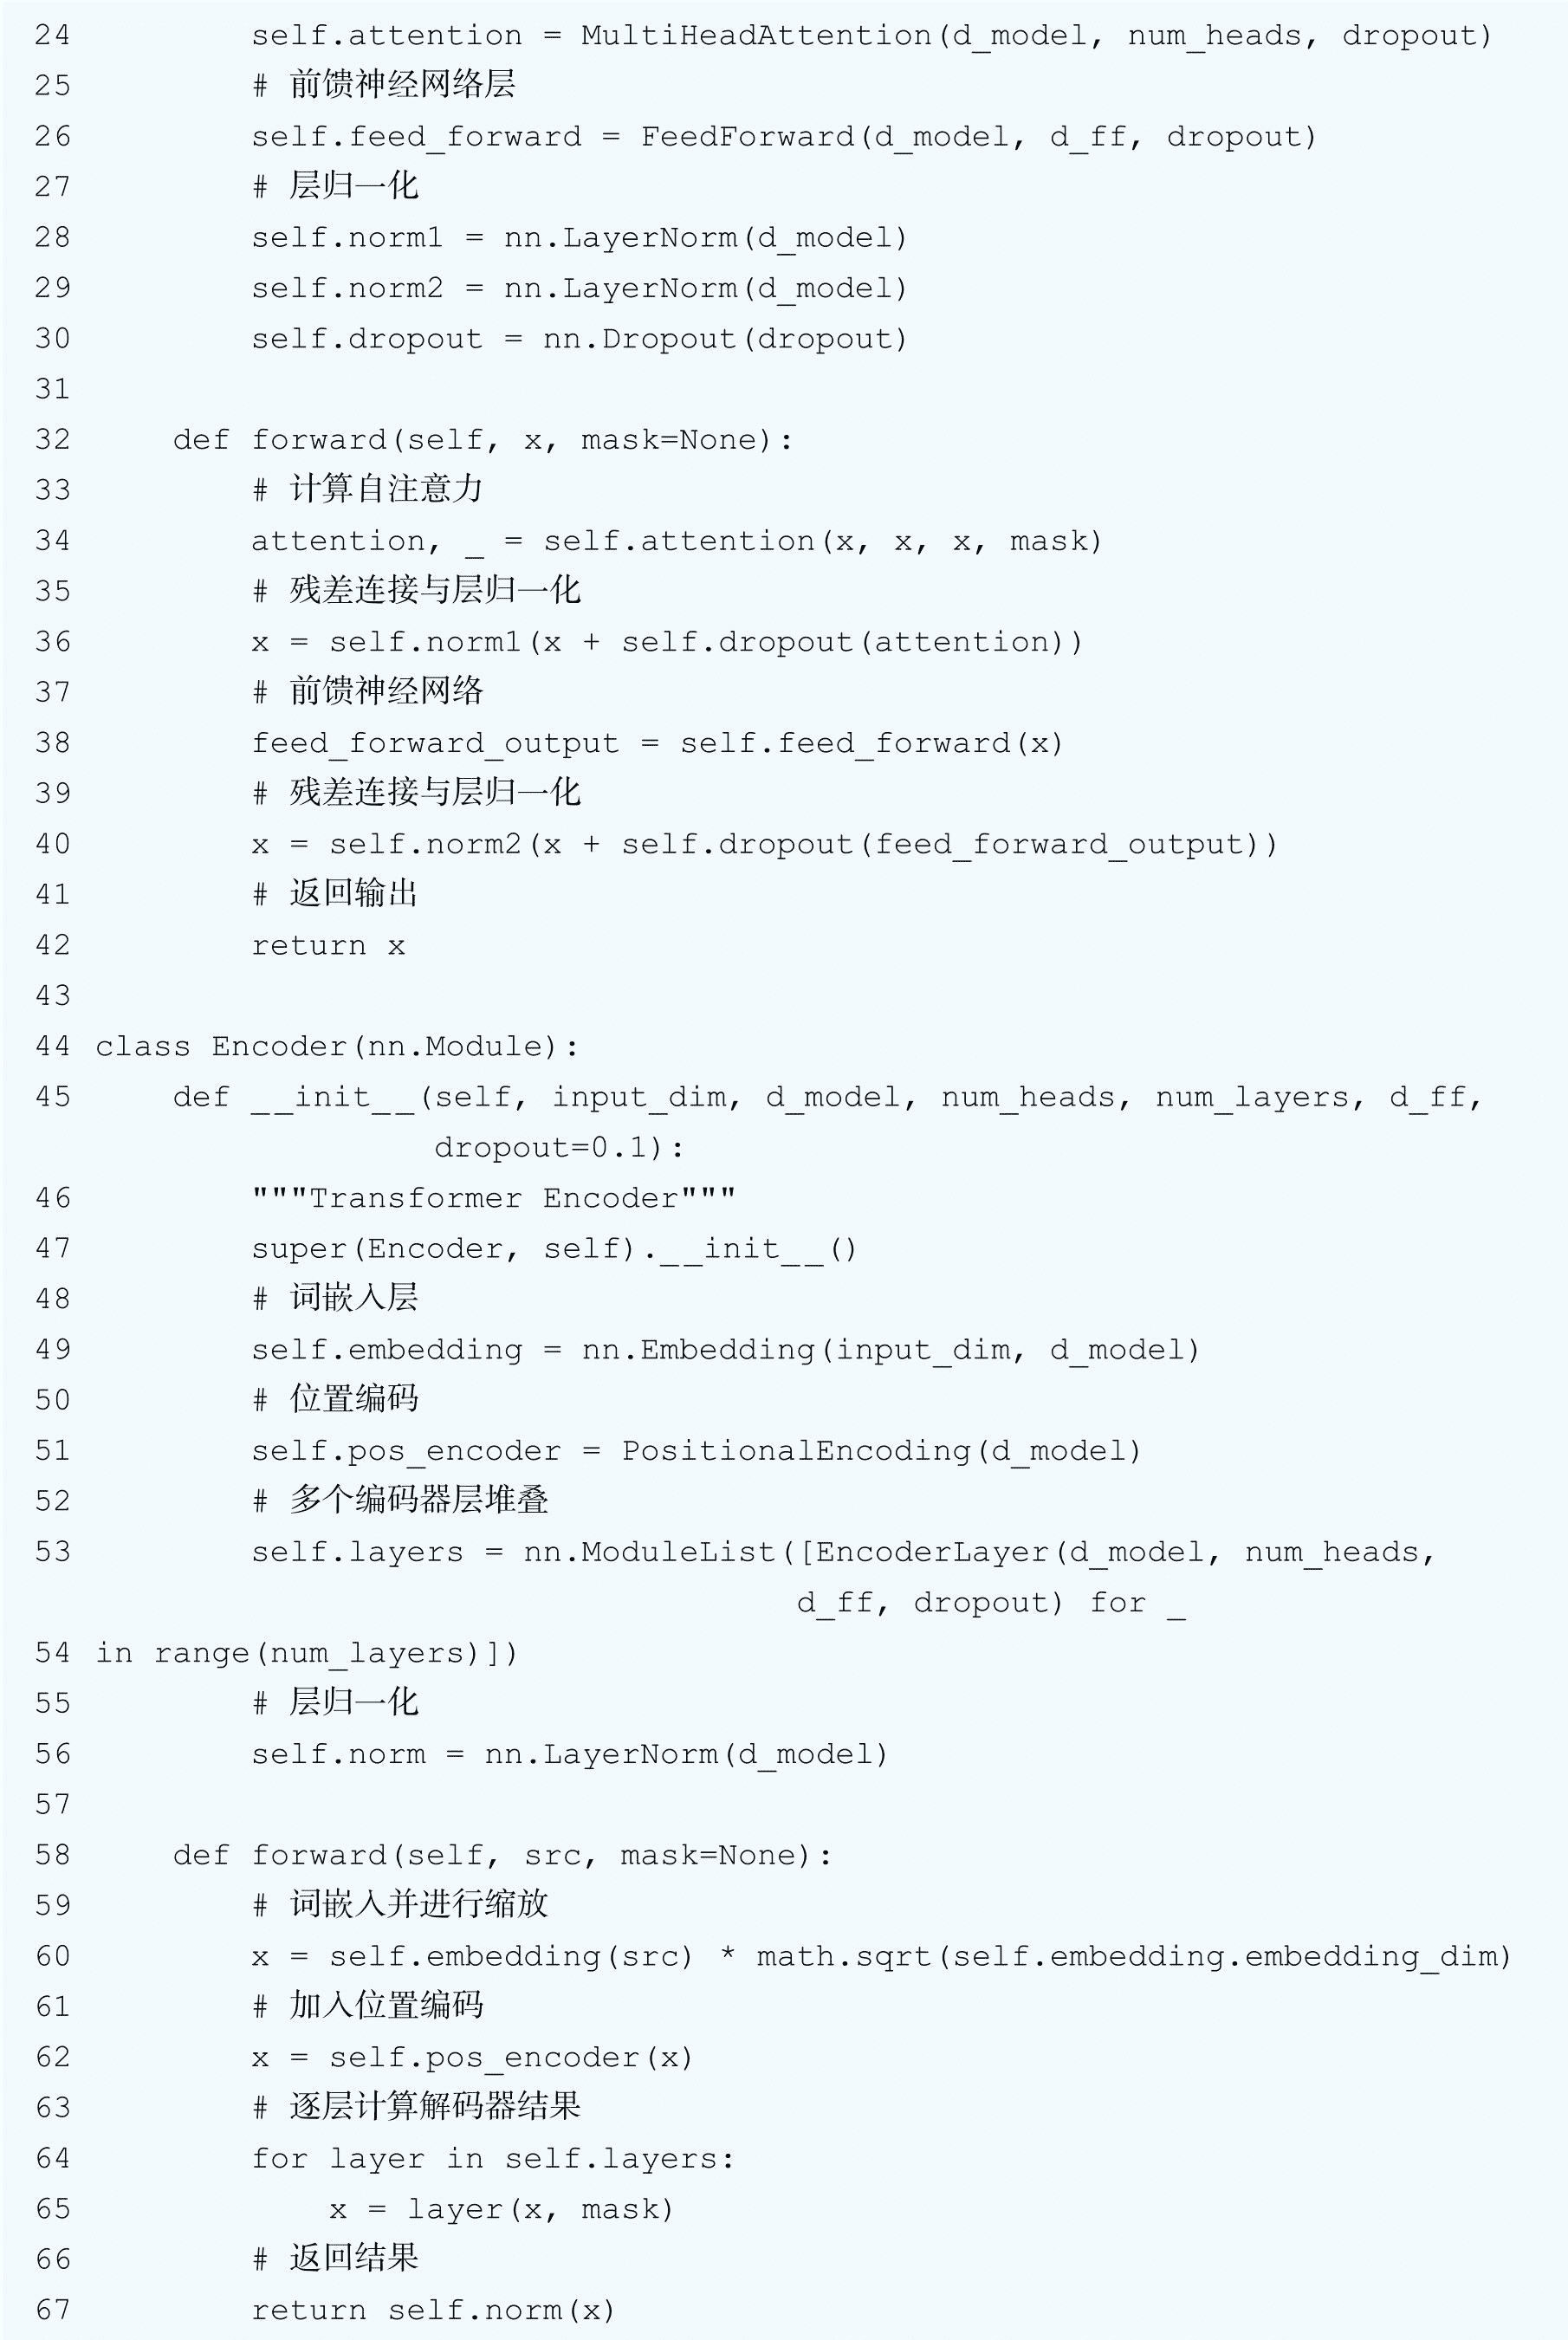 24         self.attention = MultiHeadAttention(d_model, num_heads, dropout)
25         # 前馈神经网络层
26         self.feed_forward = FeedForward(d_model, d_ff, dropout)
27         # 层归一化
28         self.norm1 = nn.LayerNorm(d_model)
29         self.norm2 = nn.LayerNorm(d_model)
30         self.dropout = nn.Dropout(dropout)
31
32     def forward(self, x, mask=None):
33         # 计算自注意力
34         attention, _ = self.attention(x, x, x, mask)
35         # 残差连接与层归一化
36         x = self.norm1(x + self.dropout(attention))
37         # 前馈神经网络
38         feed_forward_output = self.feed_forward(x)
39         # 残差连接与层归一化
40         x = self.norm2(x + self.dropout(feed_forward_output))
41         # 返回输出
42         return x
43
44 class Encoder(nn.Module):
45     def __init__(self, input_dim, d_model, num_heads, num_layers, d_ff,
                  dropout=0.1):
46         """Transformer Encoder"""
47         super(Encoder, self).__init__()
48         # 词嵌入层
49         self.embedding = nn.Embedding(input_dim, d_model)
50         # 位置编码
51         self.pos_encoder = PositionalEncoding(d_model)
52         # 多个编码器层堆叠
53         self.layers = nn.ModuleList([EncoderLayer(d_model, num_heads,
                                     d_ff, dropout) for _
54 in range(num_layers)])
55         # 层归一化
56         self.norm = nn.LayerNorm(d_model)
57
58     def forward(self, src, mask=None):
59         # 词嵌入并进行缩放
60         x = self.embedding(src) * math.sqrt(self.embedding.embedding_dim)
61         # 加入位置编码
62         x = self.pos_encoder(x)
63         # 逐层计算解码器结果
64         for layer in self.layers:
65             x = layer(x, mask)
66         # 返回结果
67         return self.norm(x)